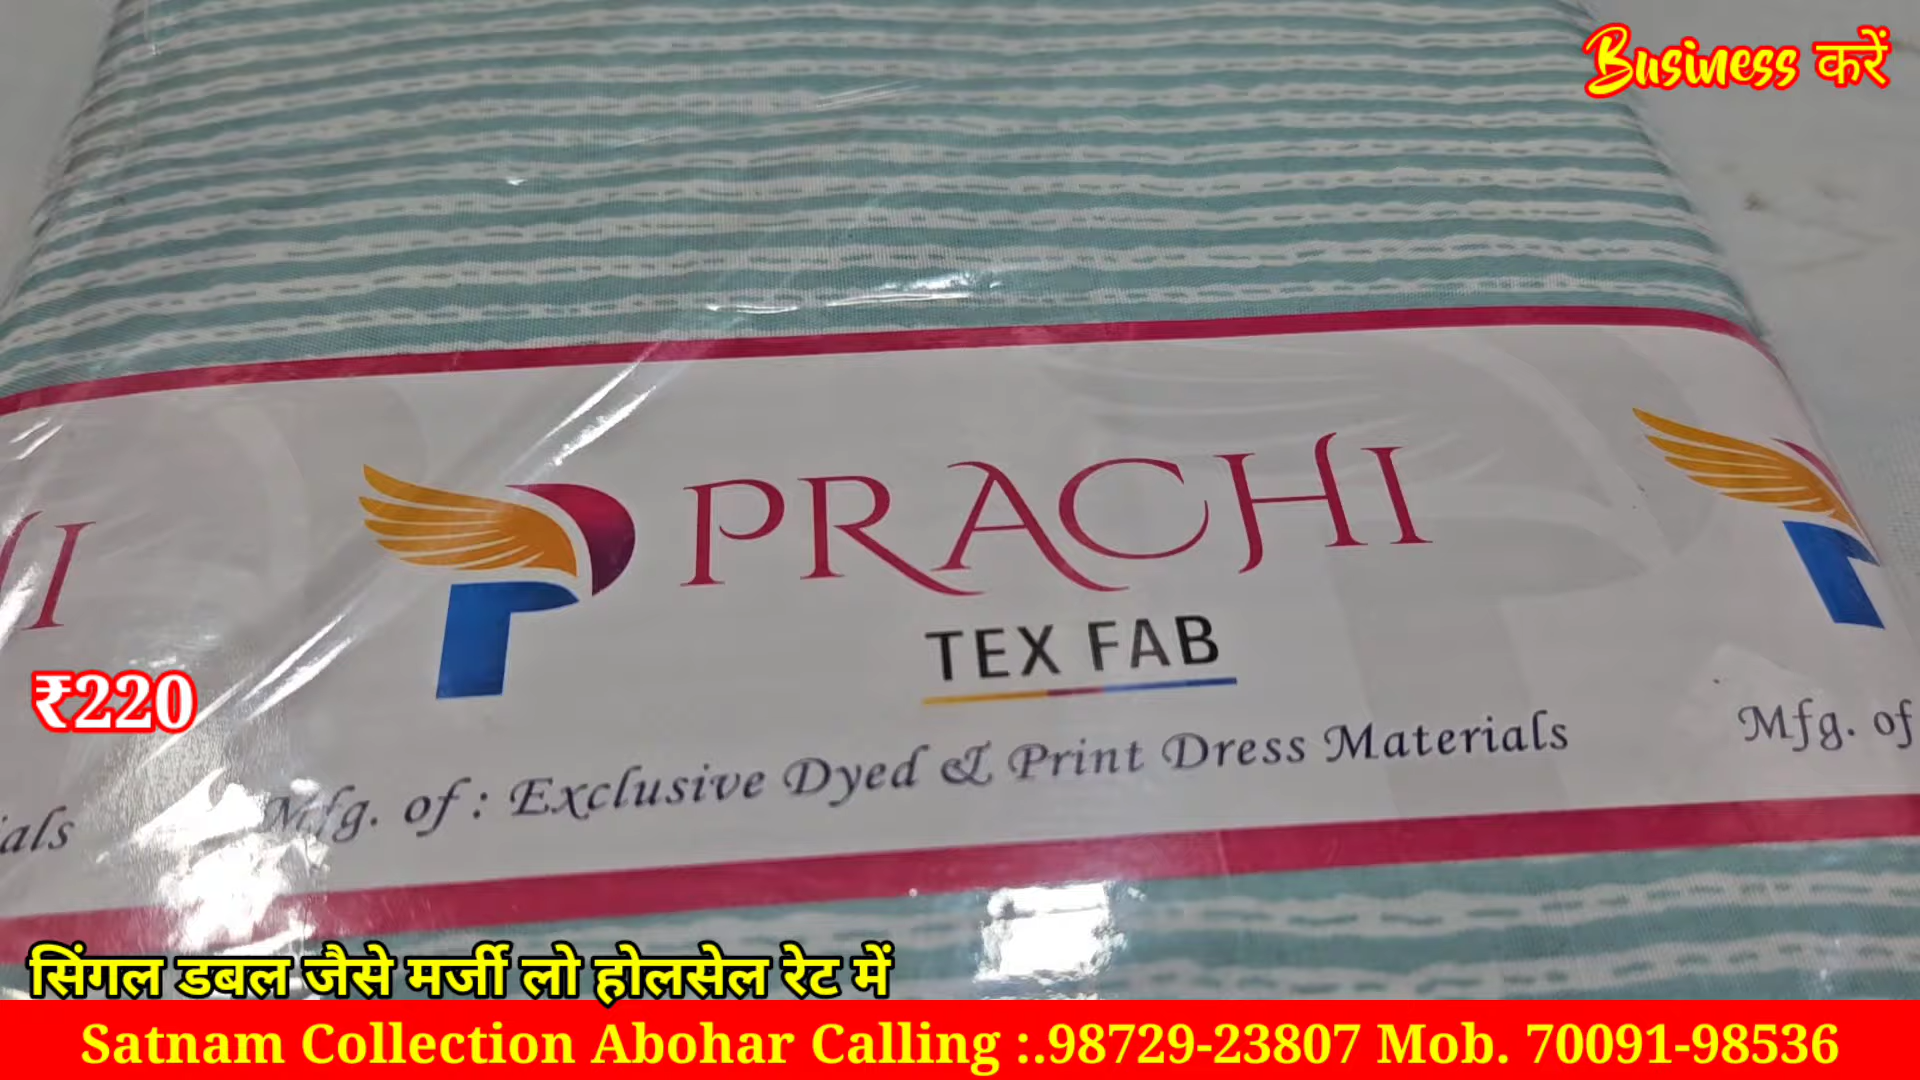 Business करें
PRACHI
TEX FAB
I
₹220
Mfg. of : Exclusive Dyed & Print Dress Materials
Mfg. of
als
सिंगल डबल जैसे मर्जी लो होलसेल रेट में
Satnam Collection Abohar Calling :.98729-23807 Mob. 70091-98536